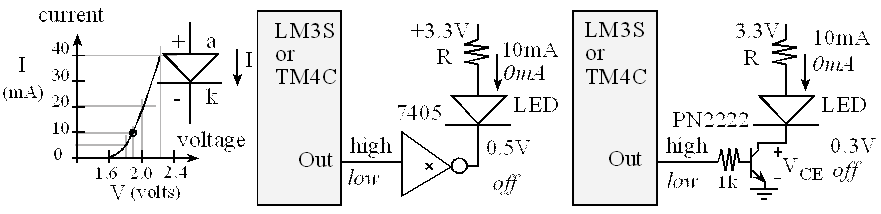 current
I
(mA)
40
30
20
10
0
1.6 2.0 2.4
V (volts)
voltage
+ a
- k
I
LM3S
or
TM4C
Out
high
low
7405
×
+3.3V
R
10mA
0mA
LED
0.5V
off
LM3S
or
TM4C
Out
high
low
1k
PN2222
3.3V
R
10mA
0mA
LED
+
VCE
-
0.3V
off